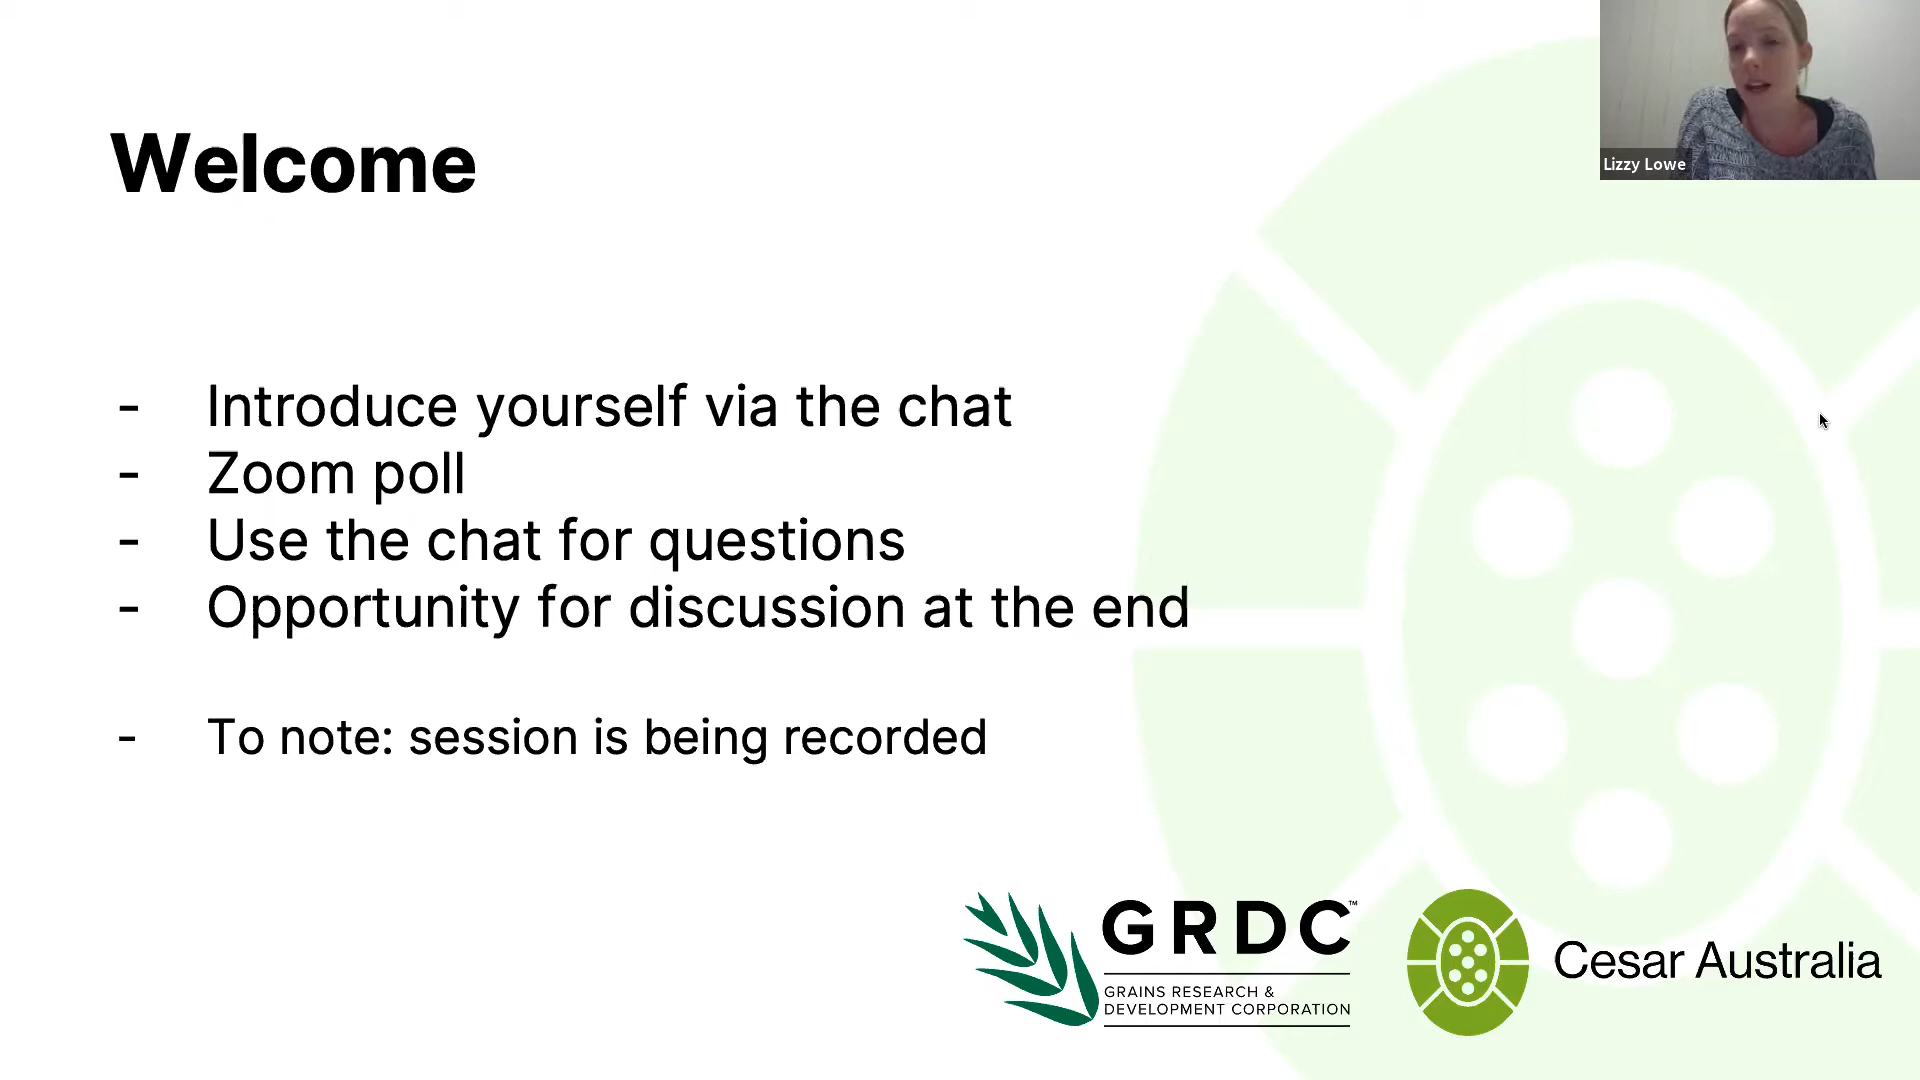 Welcome
Lizzy Lowe
- Introduce yourself via the chat
- Zoom poll
- Use the chat for questions
- Opportunity for discussion at the end
- To note: session is being recorded
GRDC™
GRAINS RESEARCH &
DEVELOPMENT CORPORATION
Cesar Australia